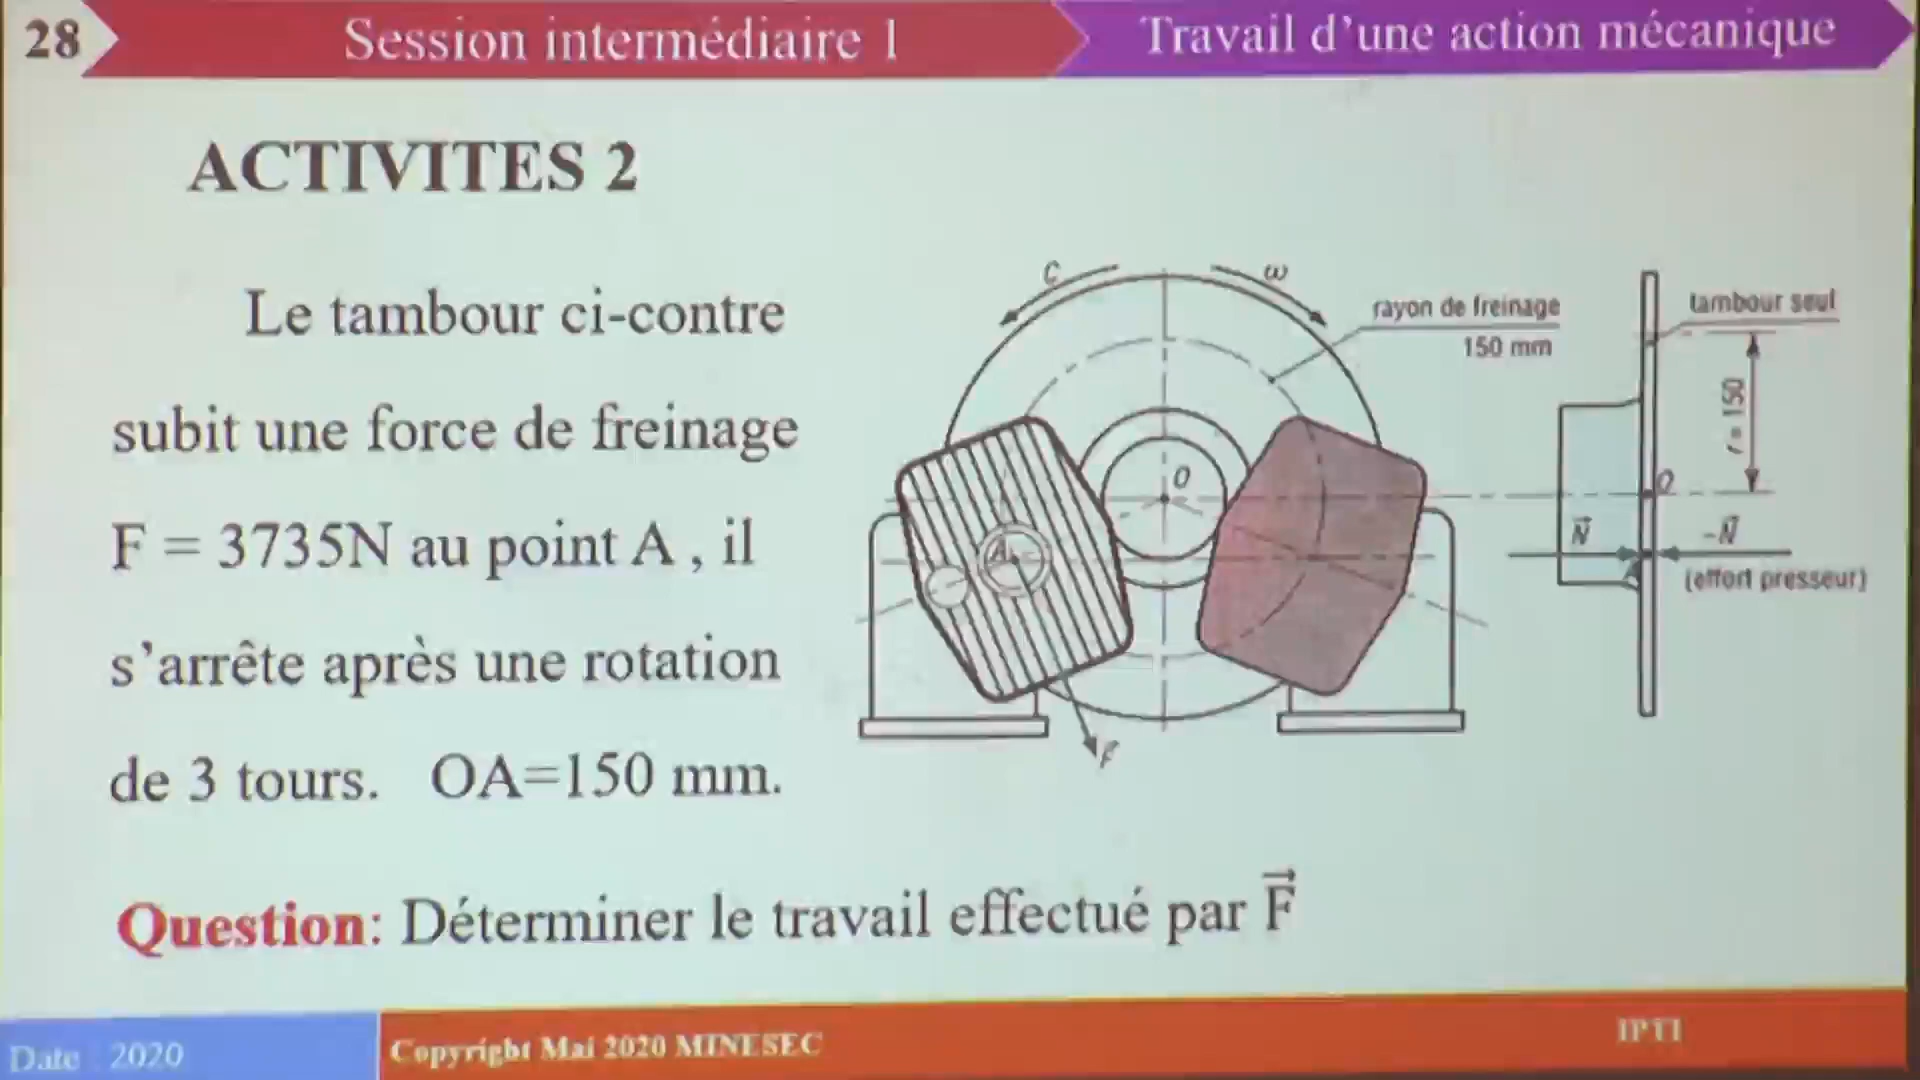 28
Session intermédiaire 1
Travail d'une action mécanique
ACTIVITES 2
Le tambour ci-contre
subit une force de freinage
F = 3735N au point A , il
s'arrête après une rotation
de 3 tours. OA=150 mm.
C
ω
rayon de freinage
150 mm
tambour seul
r = 150
O
O
A
N⃗
-N⃗
(effort presseur)
F⃗
Question: Déterminer le travail effectué par F⃗
Date 2020
Copyright Mai 2020 MINESEC
IPTI